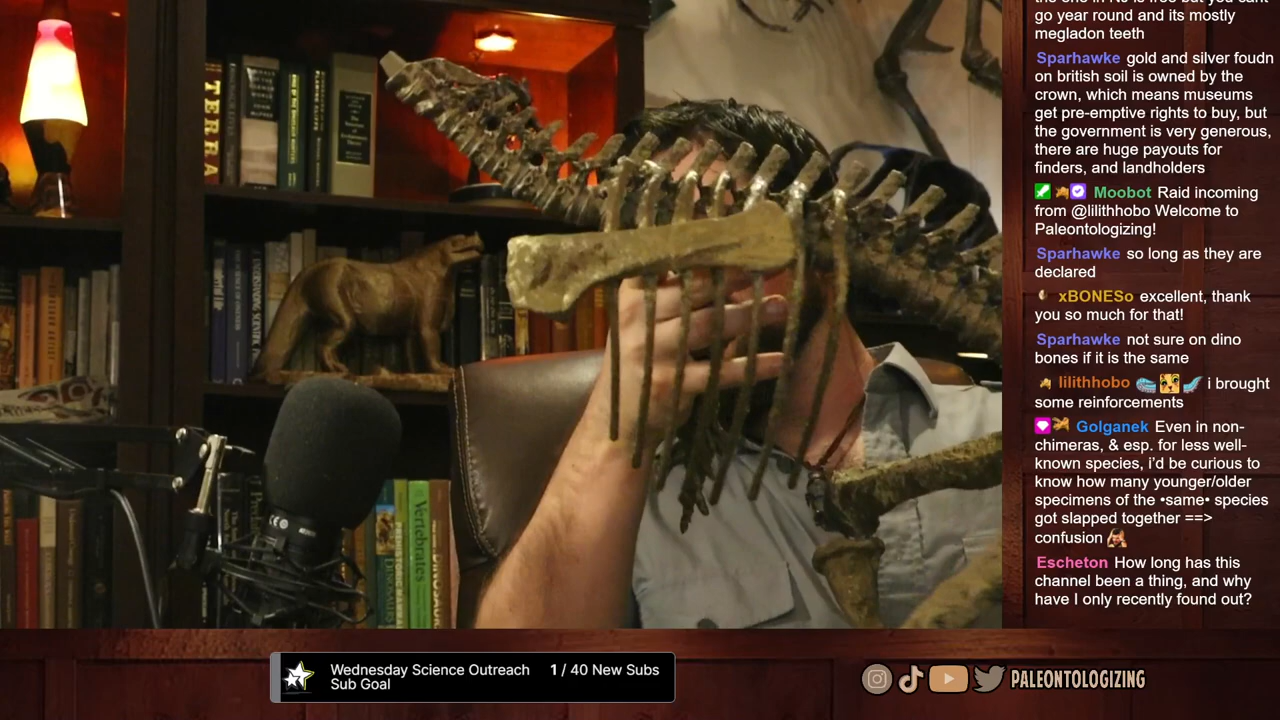 the one in NC is free but you cant
go year round and its mostly
megladon teeth
Sparhawke gold and silver foudn
on british soil is owned by the
crown, which means museums
get pre-emptive rights to buy, but
the government is very generous,
there are huge payouts for
finders, and landholders
Moobot Raid incoming
from @lilithhobo Welcome to
Paleontologizing!
Sparhawke so long as they are
declared
xBONESo excellent, thank
you so much for that!
Sparhawke not sure on dino
bones if it is the same
lilithhobo i brought
some reinforcements
Golganek Even in non-
chimeras, & esp. for less well-
known species, i'd be curious to
know how many younger/older
specimens of the •same• species
got slapped together ==>
confusion
Escheton How long has this
channel been a thing, and why
have I only recently found out?
TERRA
Vertebrates
Wednesday Science Outreach 1 / 40 New Subs
Sub Goal
PALEONTOLOGIZING